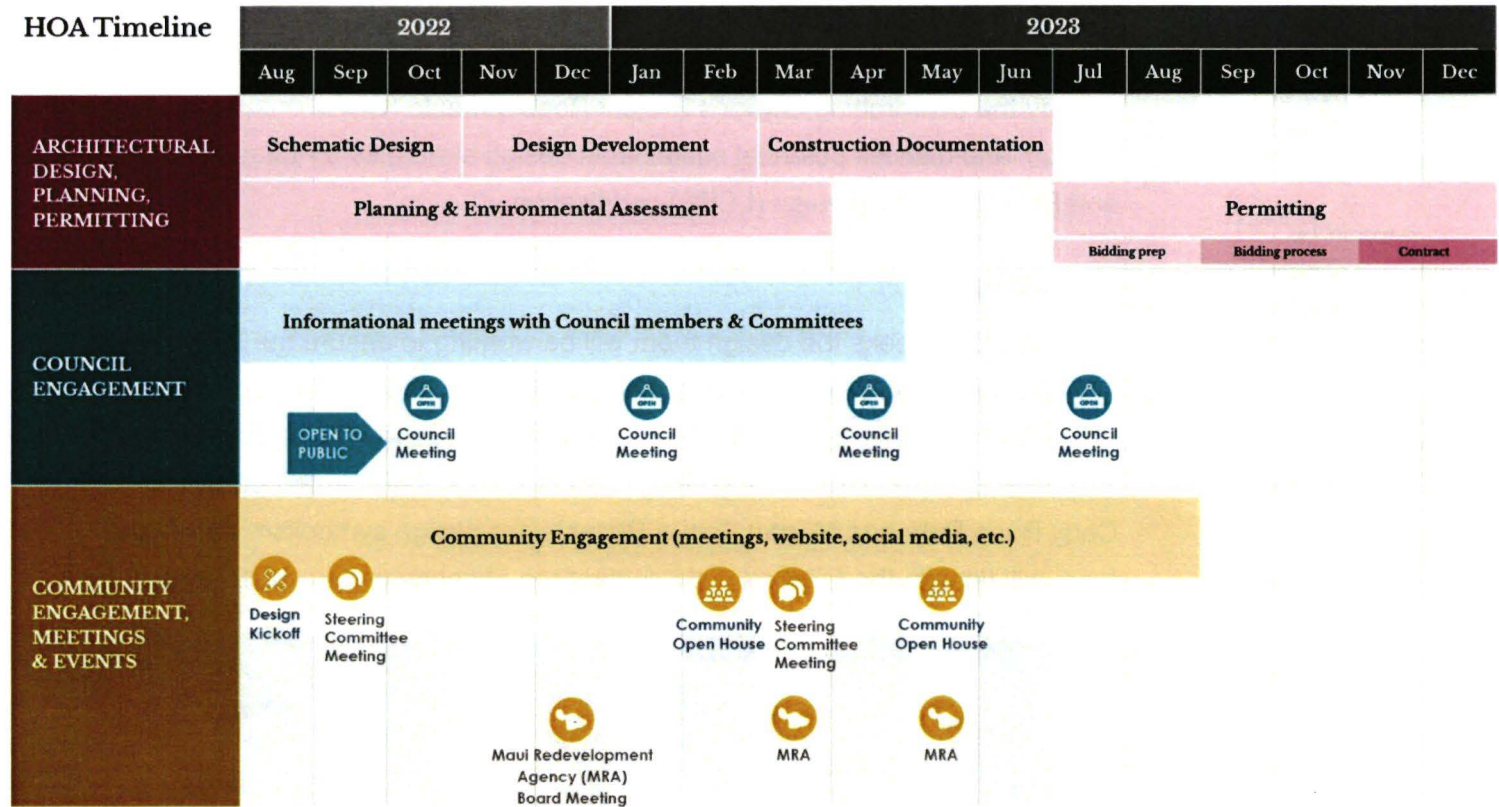 HOA Timeline
2022
2023
Aug
Sep
Oct
Nov
Dec
Jan
Feb
Mar
Apr
May
Jun
Jul
Aug
Sep
Oct
Nov
Dec
ARCHITECTURAL
DESIGN,
PLANNING,
PERMITTING
Schematic Design
Design Development
Construction Documentation
Planning & Environmental Assessment
Permitting
Bidding prep
Bidding process
Contract
COUNCIL
ENGAGEMENT
Informational meetings with Council members & Committees
OPEN TO
PUBLIC
OPEN
Council
Meeting
OPEN
Council
Meeting
OPEN
Council
Meeting
OPEN
Council
Meeting
COMMUNITY
ENGAGEMENT,
MEETINGS
& EVENTS
Community Engagement (meetings, website, social media, etc.)
Design
Kickoff
Steering
Committee
Meeting
Community
Open House
Steering
Committee
Meeting
Community
Open House
Maui Redevelopment
Agency (MRA)
Board Meeting
MRA
MRA